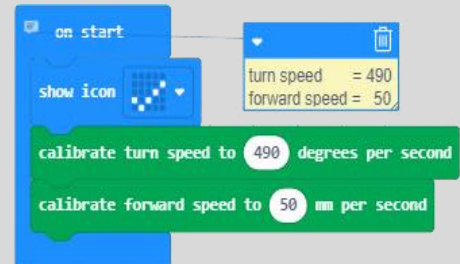 on start
turn speed = 490
forward speed = 50
show icon
calibrate turn speed to 490 degrees per second
calibrate forward speed to 50 mm per second